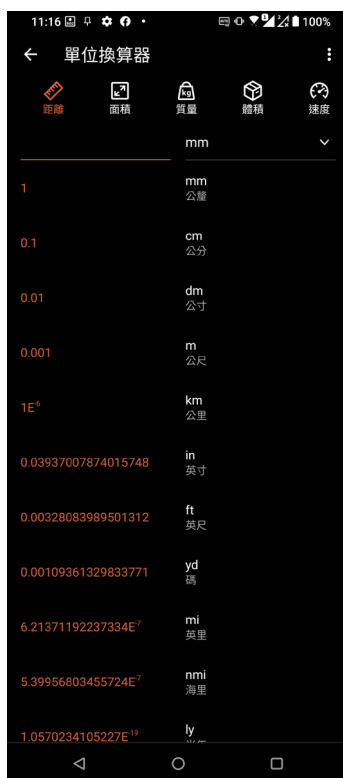 11:16 100%
單位換算器
距離 面積 質量 體積 速度
mm
1 mm
公釐
0.1 cm
公分
0.01 dm
公寸
0.001 m
公尺
1E⁻⁶ km
公里
0.03937007874015748 in
英寸
0.00328083989501312 ft
英尺
0.00109361329833771 yd
碼
6.21371192237334E⁻⁷ mi
英里
5.39956803455724E⁻⁷ nmi
海里
1.0570234105227E⁻¹⁹ ly